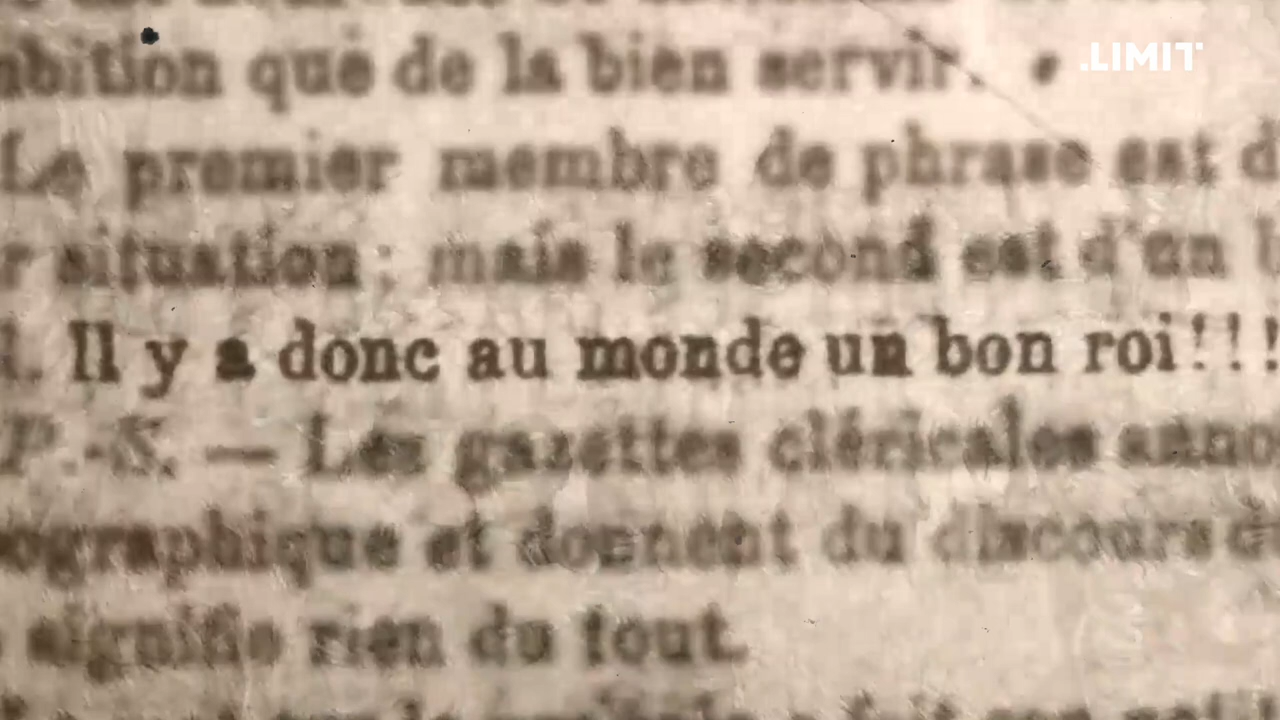 .LIMIT
bition que de la bien servir. »
Le premier membre de phrase est d
r situation; mais le second est d'un
Il y a donc au monde un bon roi!!!
P.-S. — Les gazettes cléricales anno
ographique et donnent du discours
signifie rien du tout.